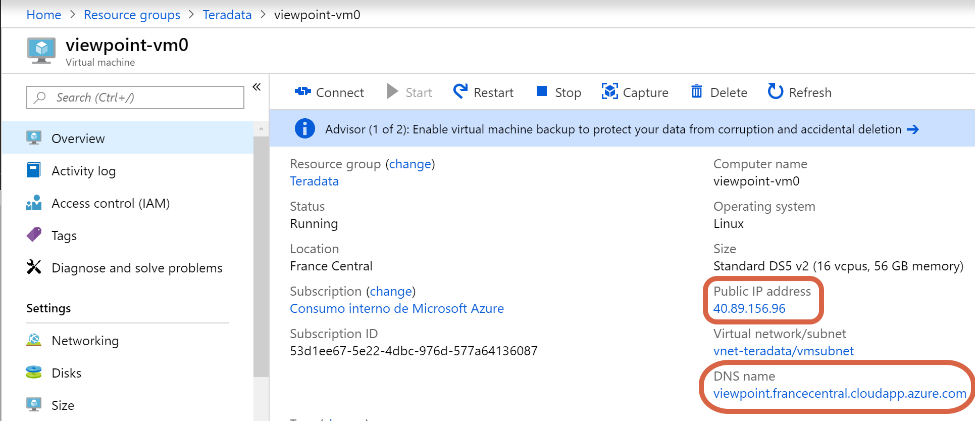 Home > Resource groups > Teradata > viewpoint-vm0
viewpoint-vm0
Virtual machine
Search (Ctrl+/)
«
Overview
Activity log
Access control (IAM)
Tags
Diagnose and solve problems
Settings
Networking
Disks
Size
Connect Start Restart Stop Capture Delete Refresh
Advisor (1 of 2): Enable virtual machine backup to protect your data from corruption and accidental deletion →
Resource group (change)
Teradata
Status
Running
Location
France Central
Subscription (change)
Consumo interno de Microsoft Azure
Subscription ID
53d1ee67-5e22-4dbc-976d-577a64136087
Computer name
viewpoint-vm0
Operating system
Linux
Size
Standard DS5 v2 (16 vcpus, 56 GB memory)
Public IP address
40.89.156.96
Virtual network/subnet
vnet-teradata/vmsubnet
DNS name
viewpoint.francecentral.cloudapp.azure.com